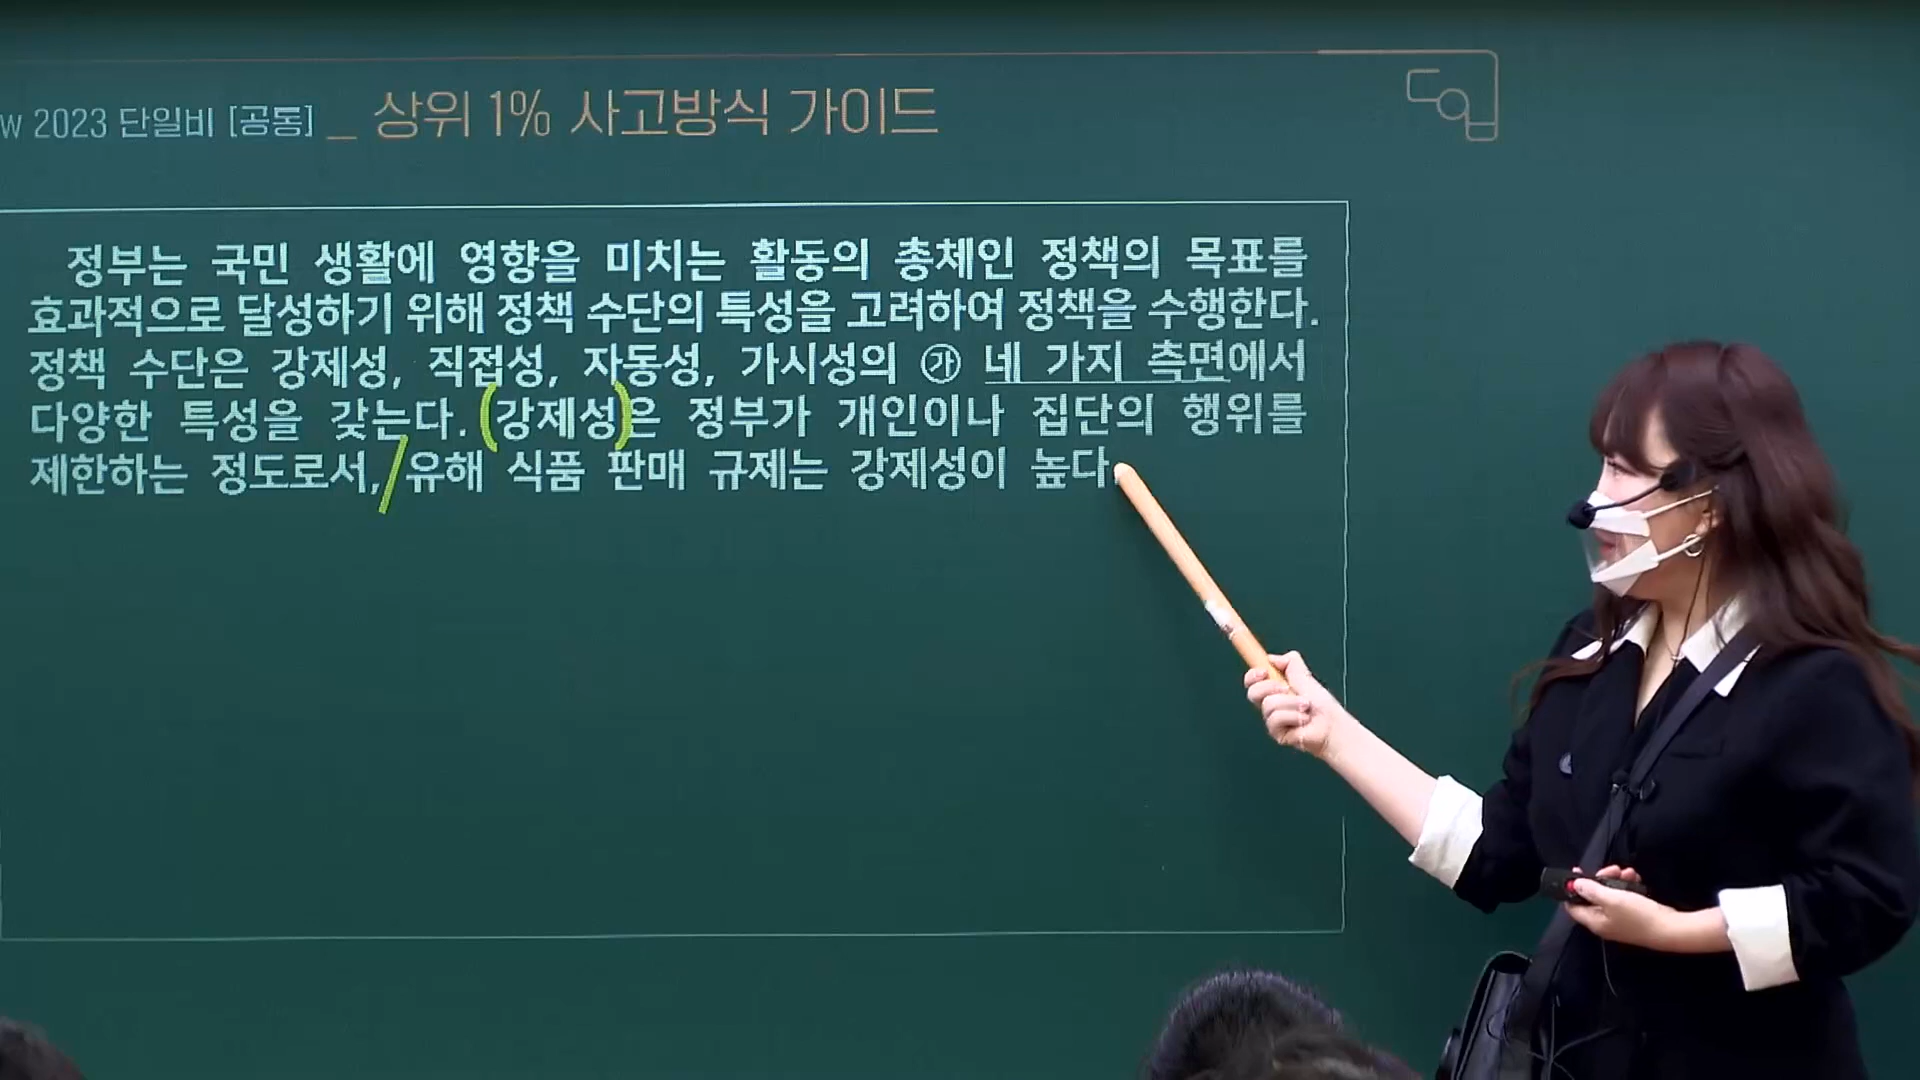 w 2023 단일비 [공통] _ 상위 1% 사고방식 가이드
정부는 국민 생활에 영향을 미치는 활동의 총체인 정책의 목표를
효과적으로 달성하기 위해 정책 수단의 특성을 고려하여 정책을 수행한다.
정책 수단은 강제성, 직접성, 자동성, 가시성의 ㉮ 네 가지 측면에서
다양한 특성을 갖는다. (강제성)은 정부가 개인이나 집단의 행위를
제한하는 정도로서, / 유해 식품 판매 규제는 강제성이 높다.